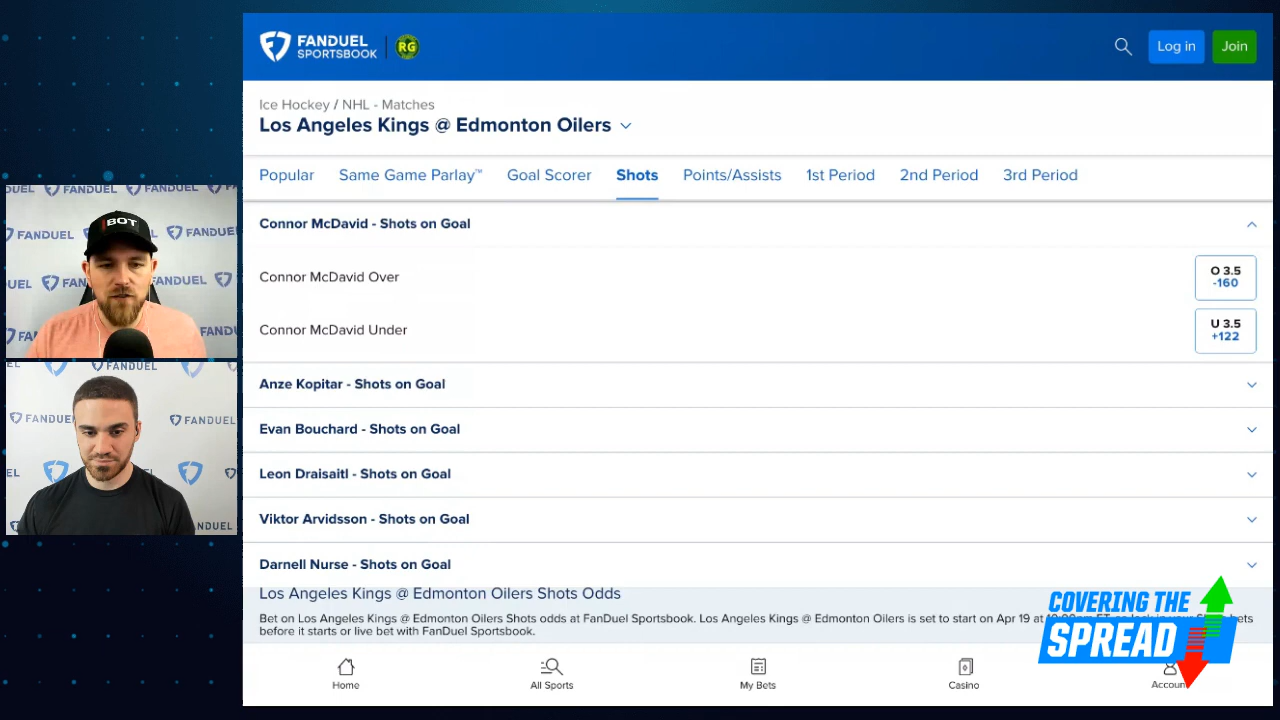 FANDUEL
SPORTSBOOK
RG
Log in
Join
Ice Hockey / NHL - Matches
Los Angeles Kings @ Edmonton Oilers
Popular
Same Game Parlay™
Goal Scorer
Shots
Points/Assists
1st Period
2nd Period
3rd Period
Connor McDavid - Shots on Goal
Connor McDavid Over
O 3.5
-160
Connor McDavid Under
U 3.5
+122
Anze Kopitar - Shots on Goal
Evan Bouchard - Shots on Goal
Leon Draisaitl - Shots on Goal
Viktor Arvidsson - Shots on Goal
Darnell Nurse - Shots on Goal
Los Angeles Kings @ Edmonton Oilers Shots Odds
Bet on Los Angeles Kings @ Edmonton Oilers Shots odds at FanDuel Sportsbook. Los Angeles Kings @ Edmonton Oilers is set to start on Apr 19 at bets
before it starts or live bet with FanDuel Sportsbook.
Home
All Sports
My Bets
Casino
Account
COVERING THE
SPREAD
BOT
FANDUEL
FANDUEL
FANDUEL
FANDUEL